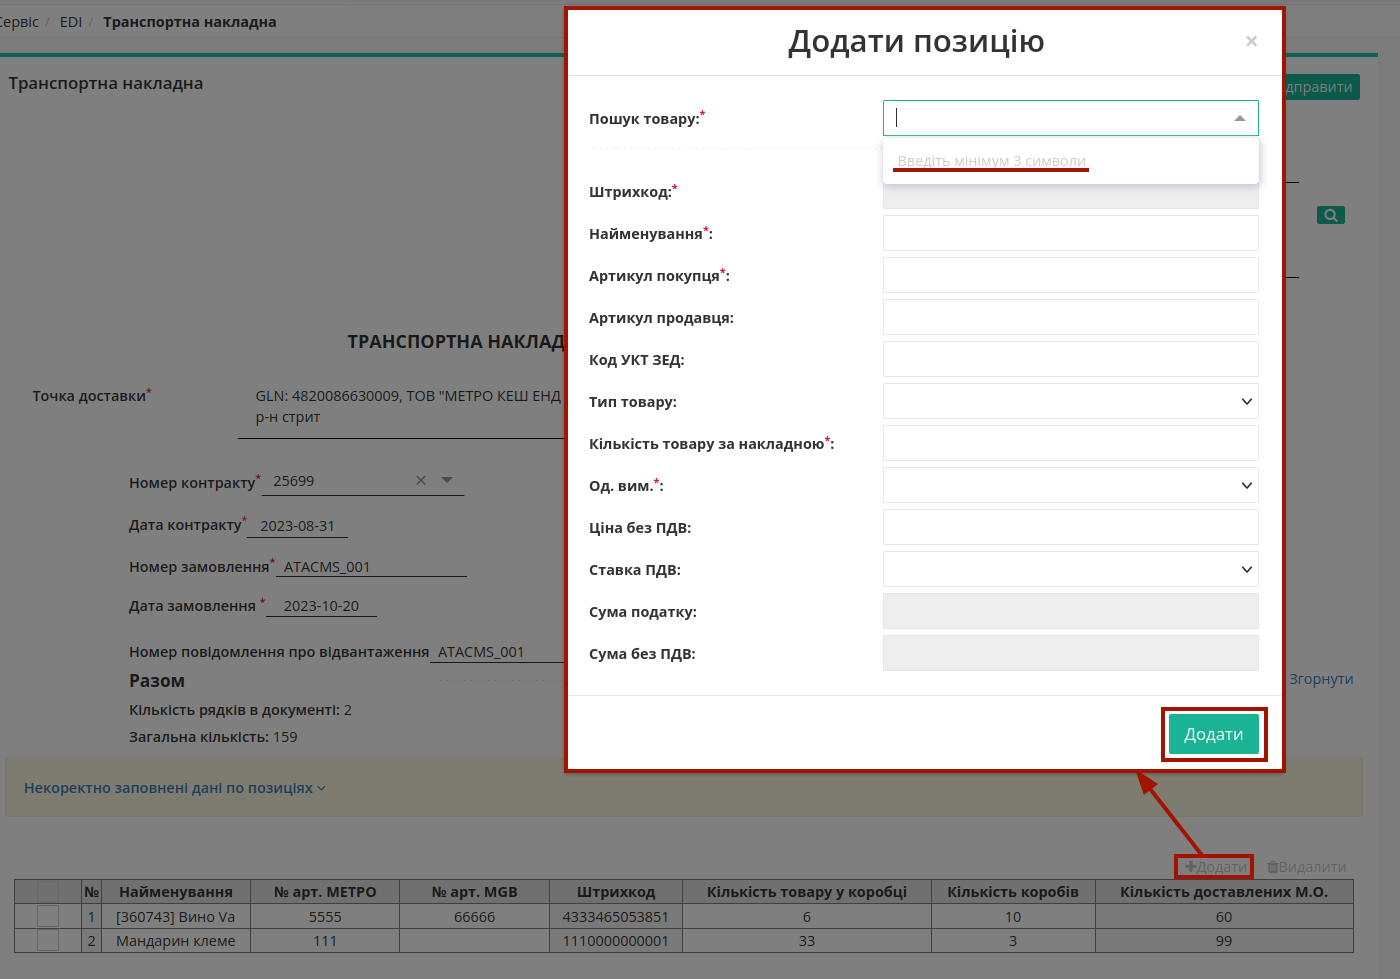 Сервіс / EDI / Транспортна накладна
Транспортна накладна
дправити
ТРАНСПОРТНА НАКЛАД
Точка доставки*
GLN: 4820086630009, ТОВ "МЕТРО КЕШ ЕНД
р-н стрит
Номер контракту* 25699
Дата контракту* 2023-08-31
Номер замовлення* ATACMS_001
Дата замовлення * 2023-10-20
Номер повідомлення про відвантаження ATACMS_001
Разом
Згорнути
Кількість рядків в документі: 2
Загальна кількість: 159
Некоректно заповнені дані по позиціях
Додати позицію ×
Пошук товару:*
Введіть мінімум 3 символи
Штрихкод:*
Найменування*:
Артикул покупця*:
Артикул продавця:
Код УКТ ЗЕД:
Тип товару:
Кількість товару за накладною*:
Од. вим.*:
Ціна без ПДВ:
Ставка ПДВ:
Сума податку:
Сума без ПДВ:
Додати
+Додати Видалити
№ Найменування № арт. МЕТРО № арт. MGB Штрихкод Кількість товару у коробці Кількість коробів Кількість доставлених М.О.
1 [360743] Вино Va 5555 66666 4333465053851 6 10 60
2 Мандарин клеме 111 1110000000001 33 3 99